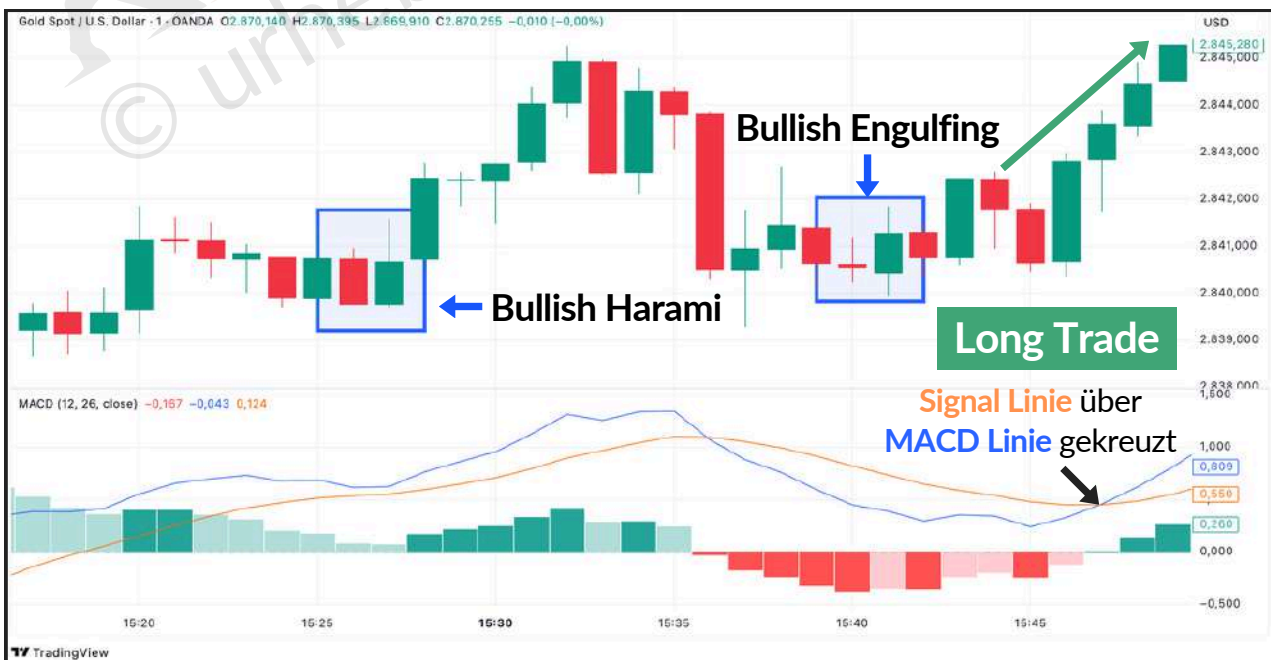 Gold Spot / U.S. Dollar · 1 · OANDA O2.870,140 H2.870,395 L2.869,910 C2.870,255 −0,010 (−0,00%)
USD
2.845,280
2.845,000
2.844,000
2.843,000
2.842,000
2.841,000
2.840,000
2.839,000
2.838,000
Bullish Engulfing
Bullish Harami
Long Trade
MACD (12, 26, close) −0,167 −0,043 0,124
Signal Linie über
MACD Linie gekreuzt
1,500
1,000
0,809
0,550
0,260
0,000
−0,500
15:20 15:25 15:30 15:35 15:40 15:45
TradingView
©